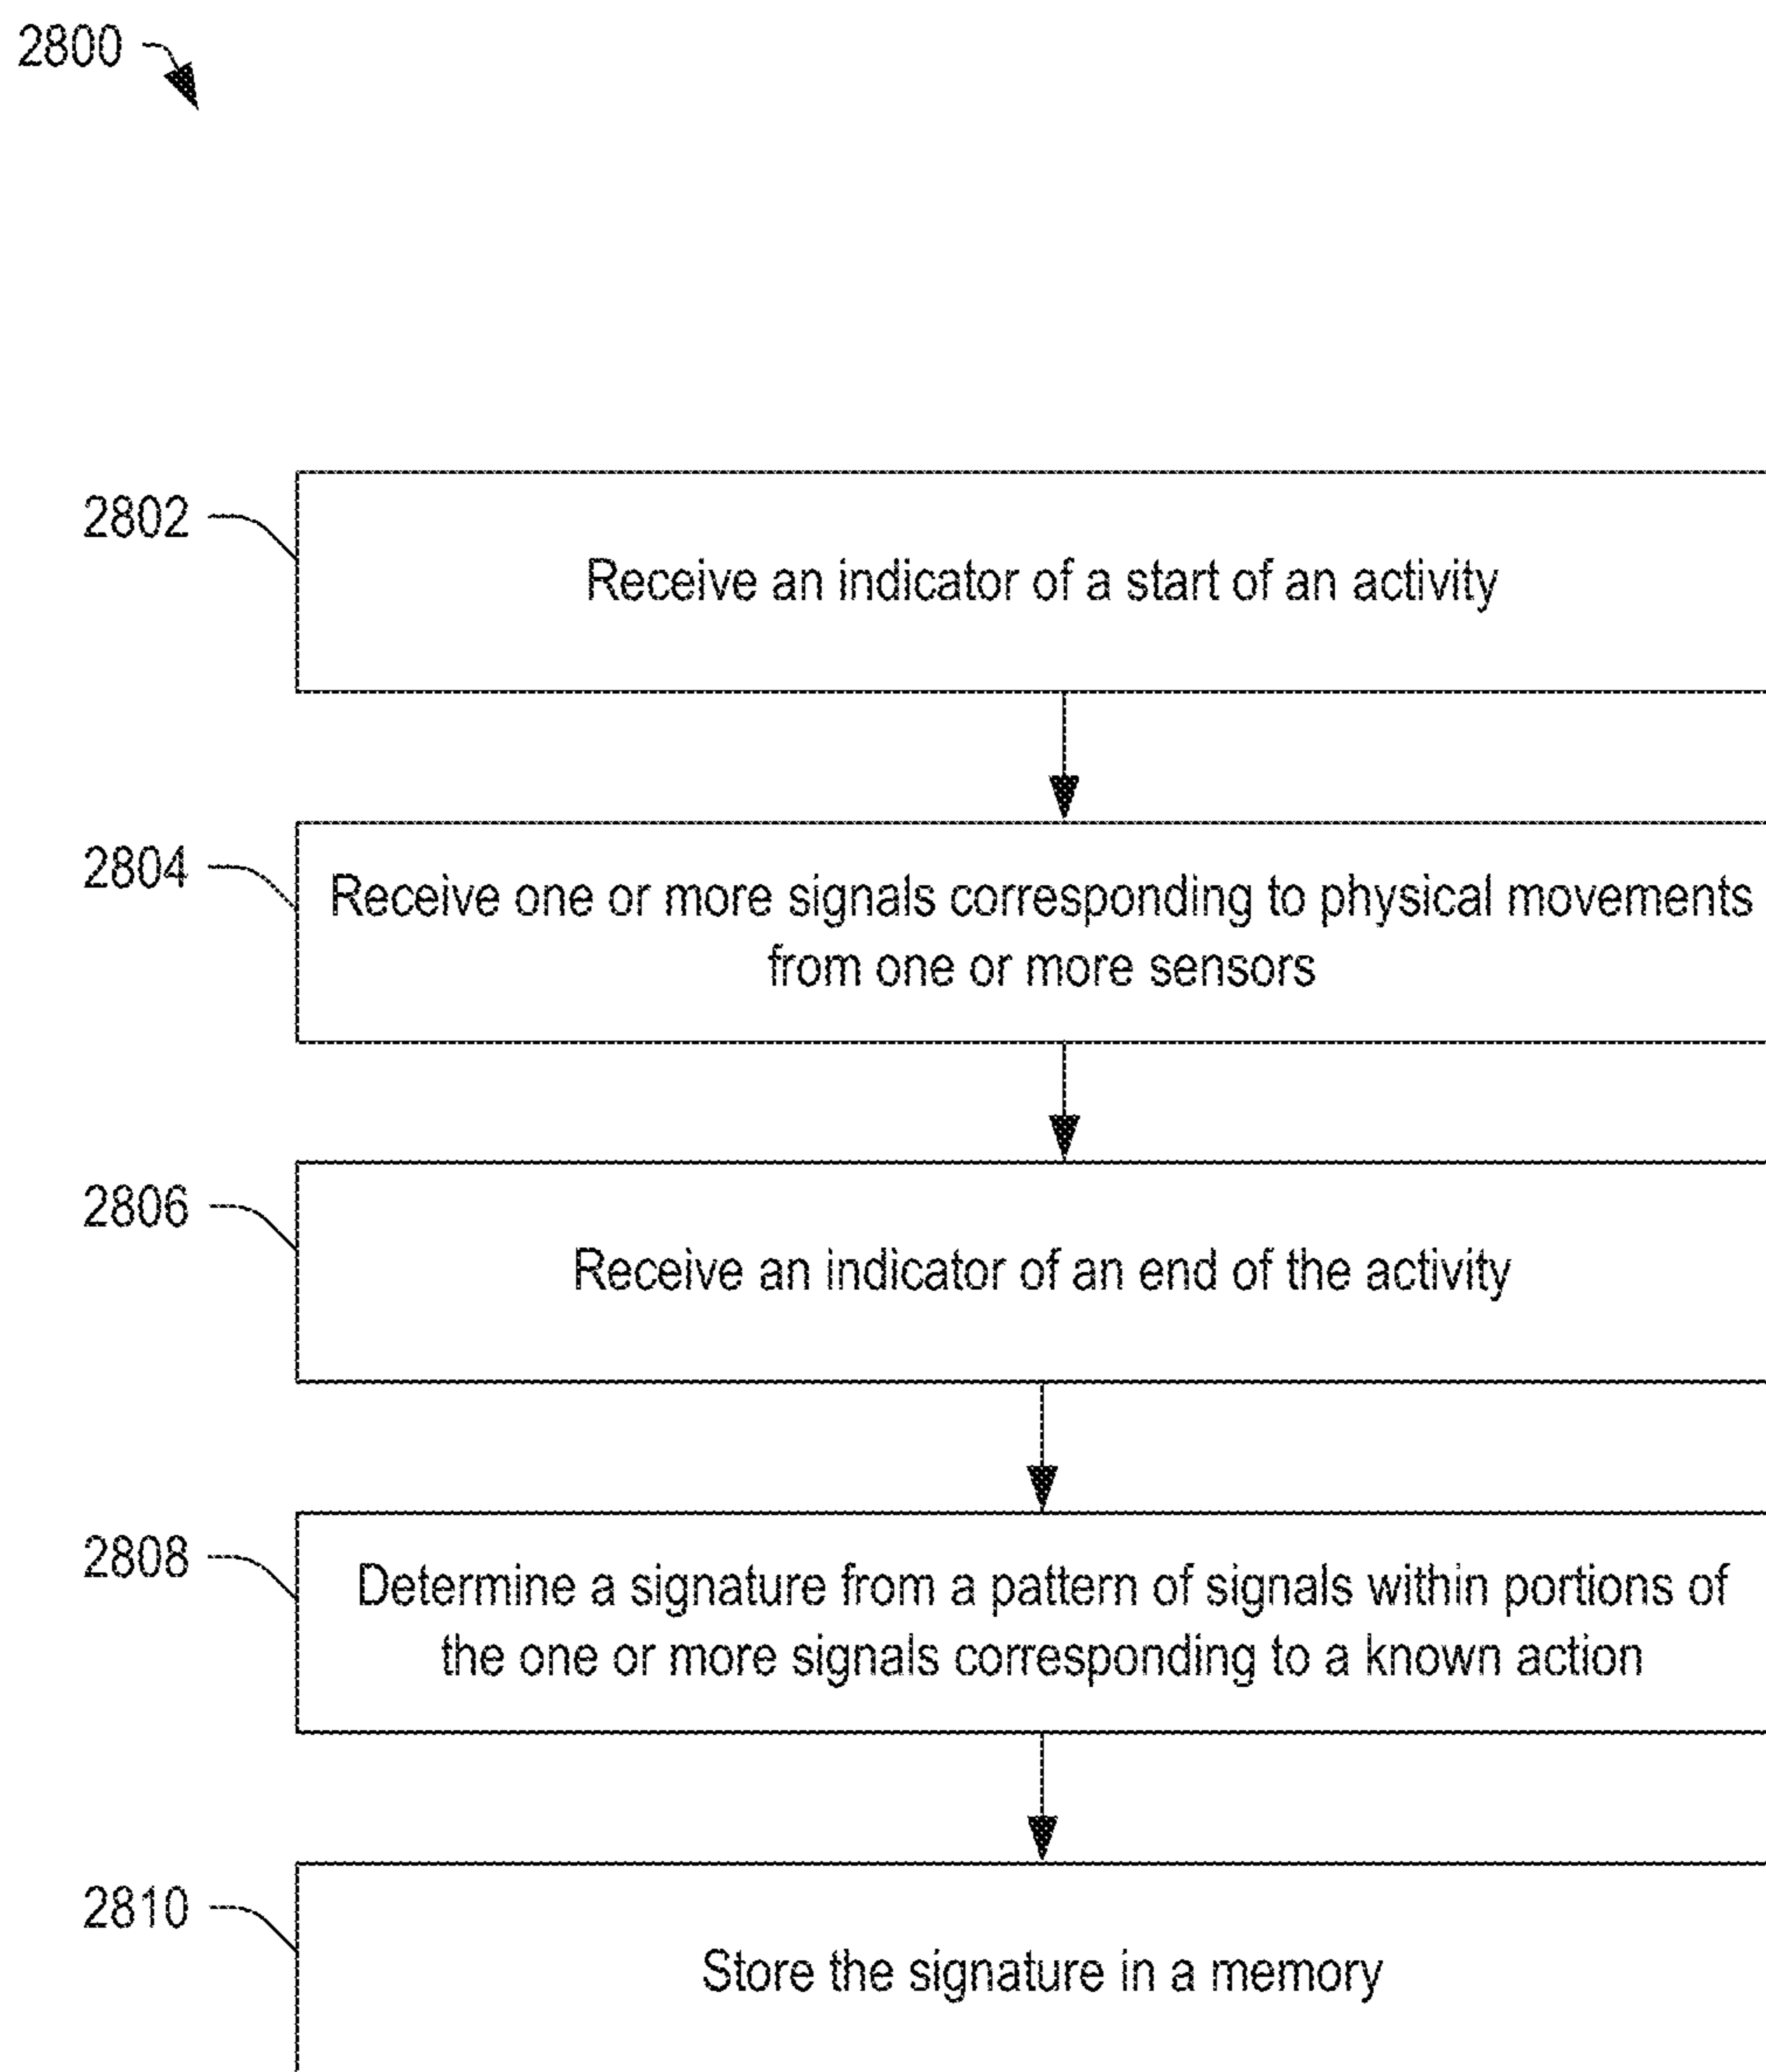 2800
2802
Receive an indicator of a start of an activity
2804
Receive one or more signals corresponding to physical movements
from one or more sensors
2806
Receive an indicator of an end of the activity
2808
Determine a signature from a pattern of signals within portions of
the one or more signals corresponding to a known action
2810
Store the signature in a memory